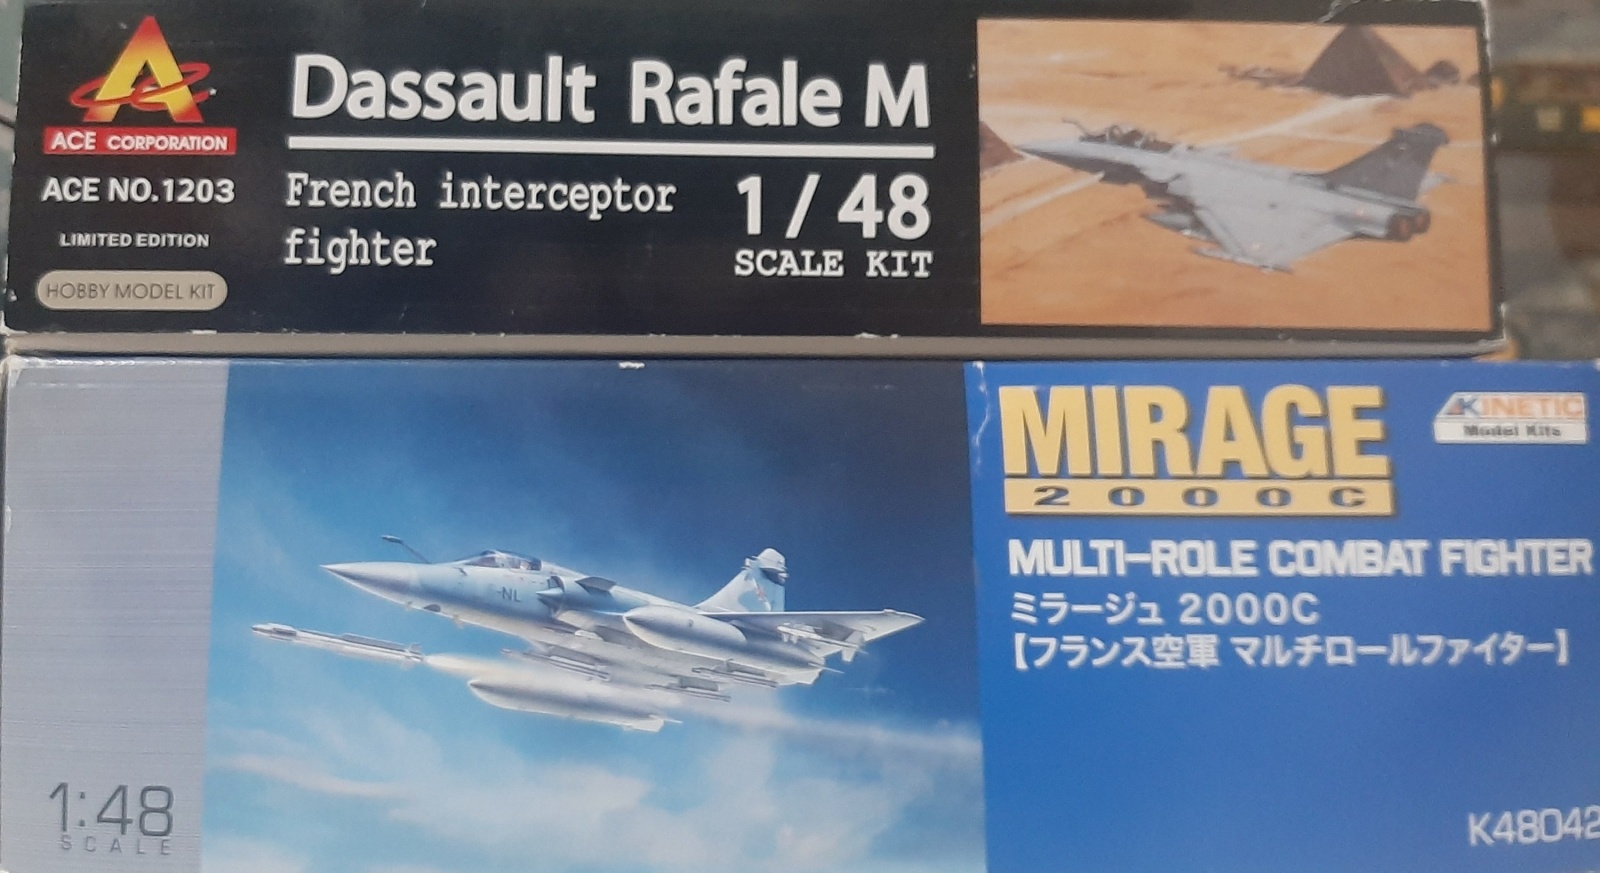 Dassault Rafale M
ACE CORPORATION
ACE NO.1203
LIMITED EDITION
HOBBY MODEL KIT
French interceptor
fighter
1/48
SCALE KIT
MIRAGE
2000C
KINETIC
Model Kits
MULTI-ROLE COMBAT FIGHTER
ミラージュ 2000C
【フランス空軍 マルチロールファイター】
-NL
1:48
SCALE
K48042